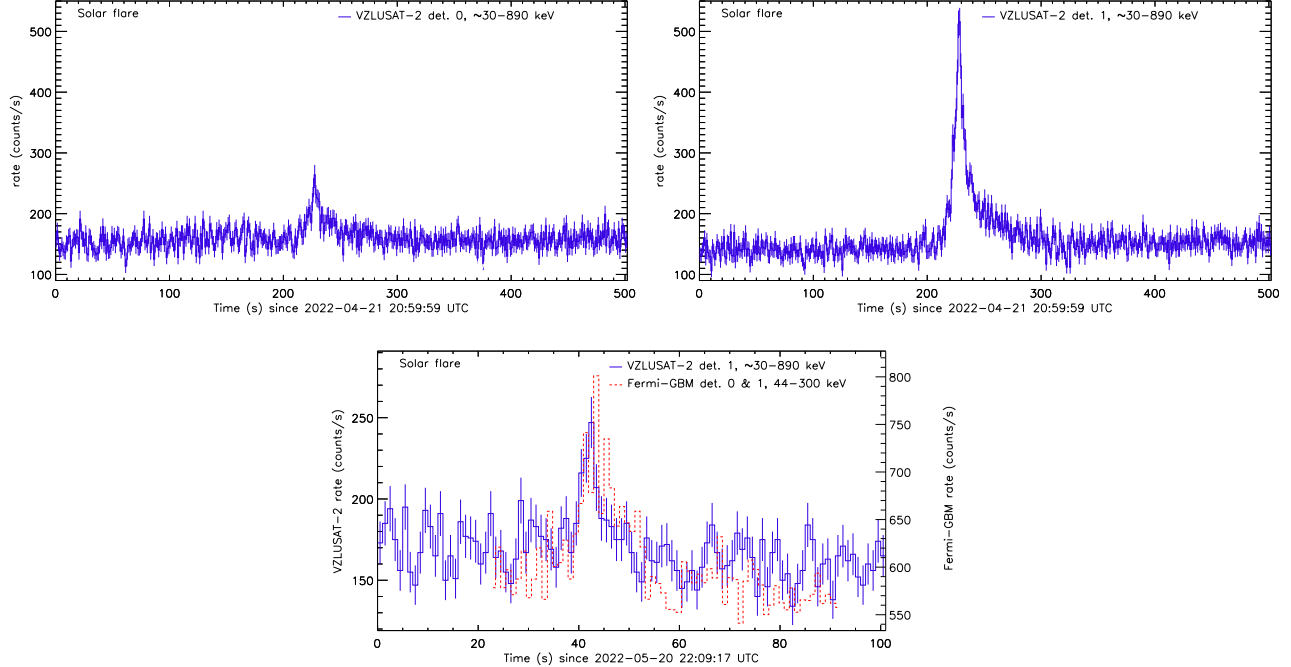 Solar flare
VZLUSAT-2 det. 0, ~30-890 keV
500
400
300
200
100
rate (counts/s)
0 100 200 300 400 500
Time (s) since 2022-04-21 20:59:59 UTC
Solar flare
VZLUSAT-2 det. 1, ~30-890 keV
500
400
300
200
100
rate (counts/s)
0 100 200 300 400 500
Time (s) since 2022-04-21 20:59:59 UTC
Solar flare
VZLUSAT-2 det. 1, ~30-890 keV
Fermi-GBM det. 0 & 1, 44-300 keV
250
200
150
VZLUSAT-2 rate (counts/s)
800
750
700
650
600
550
Fermi-GBM rate (counts/s)
0 20 40 60 80 100
Time (s) since 2022-05-20 22:09:17 UTC